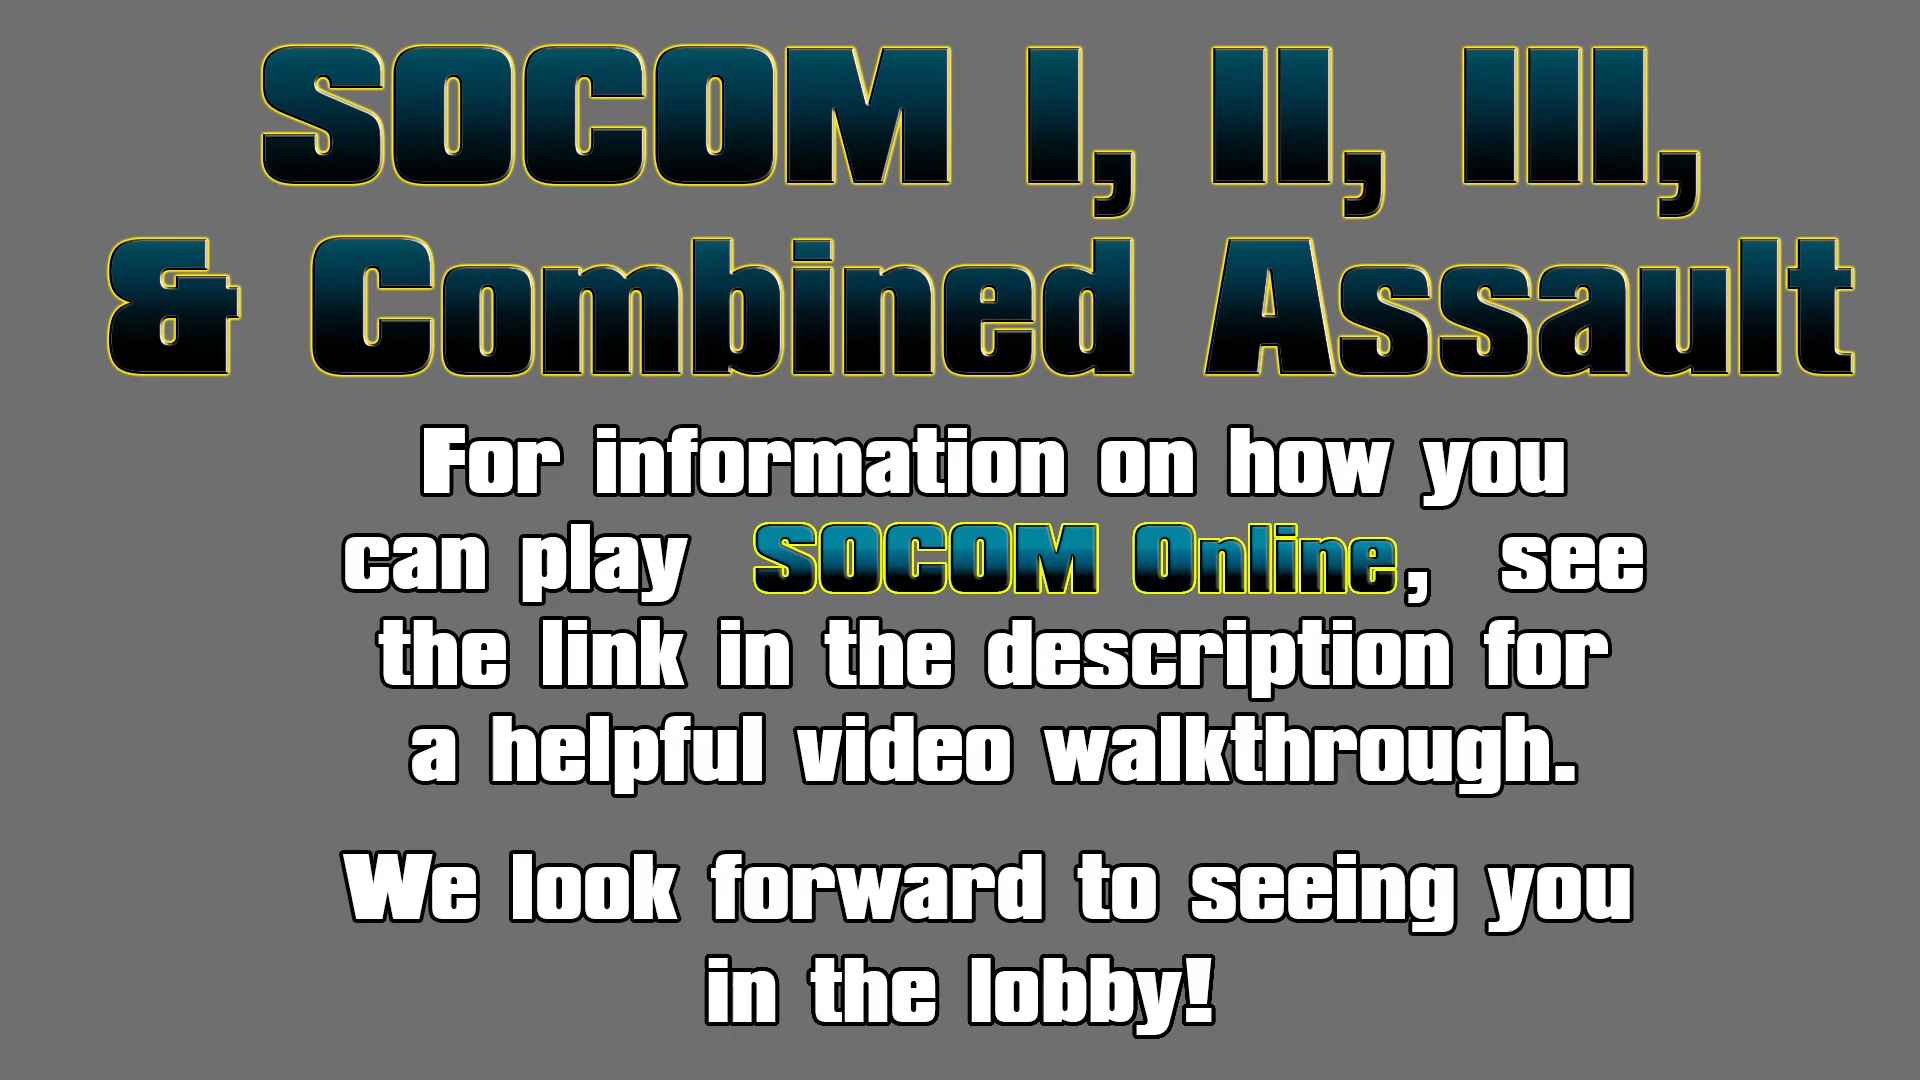 SOCOM I, II, III,
& Combined Assault
For information on how you
can play SOCOM Online, see
the link in the description for
a helpful video walkthrough.
We look forward to seeing you
in the lobby!